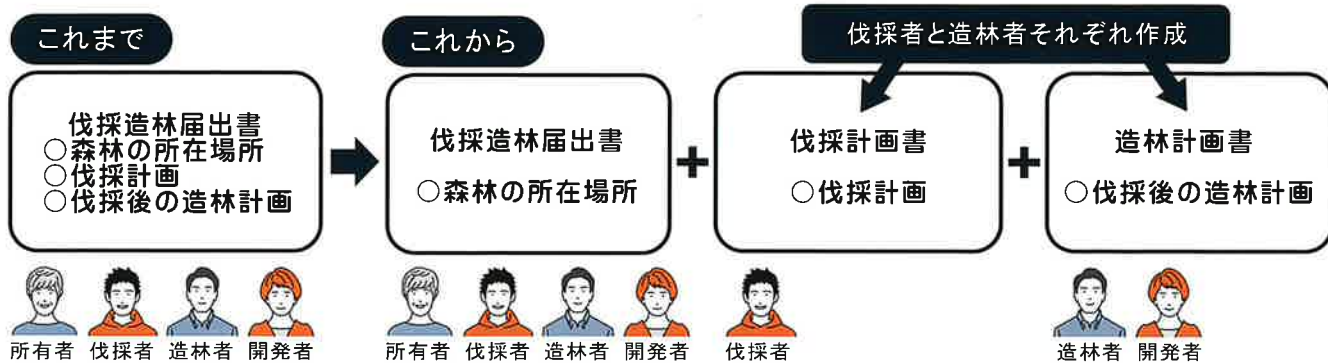 これまで
伐採造林届出書
○森林の所在場所
○伐採計画
○伐採後の造林計画
所有者 伐採者 造林者 開発者
これから
伐採造林届出書
○森林の所在場所
所有者 伐採者 造林者 開発者
+
伐採者と造林者それぞれ作成
伐採計画書
○伐採計画
伐採者
+
造林計画書
○伐採後の造林計画
造林者 開発者